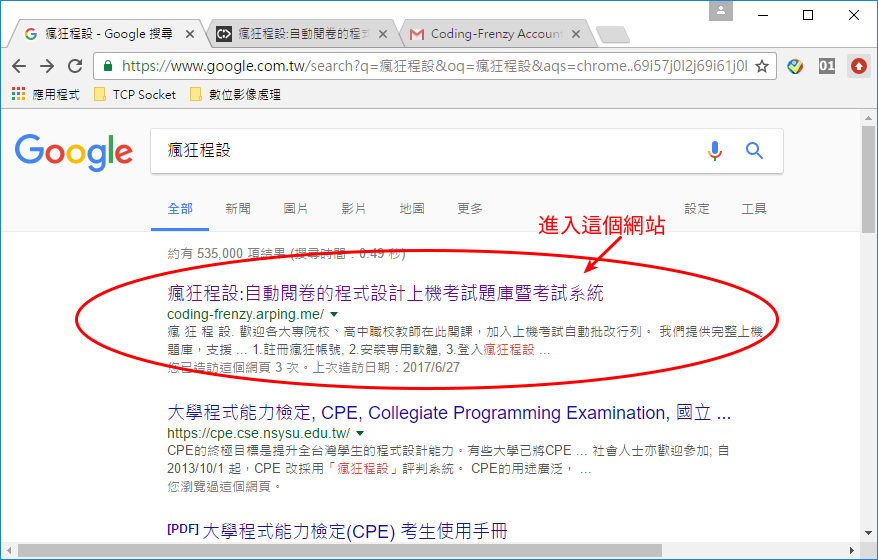 瘋狂程設 - Google 搜尋
瘋狂程設:自動閱卷的程式
Coding-Frenzy Account
https://www.google.com.tw/search?q=瘋狂程設&oq=瘋狂程設&aqs=chrome..69i57j0l2j69i61j0l
01
應用程式 TCP Socket 數位影像處理
Google 瘋狂程設
全部 新聞 圖片 影片 地圖 更多 設定 工具
進入這個網站
約有 535,000 項結果 (搜尋時間：0.49 秒)
瘋狂程設:自動閱卷的程式設計上機考試題庫暨考試系統
coding-frenzy.arping.me/
瘋 狂 程 設. 歡迎各大專院校、高中職校教師在此開課，加入上機考試自動批改行列。 我們提供完整上機
題庫，支援 ... 1.註冊瘋狂帳號, 2.安裝專用軟體, 3.登入瘋狂程設 ...
您已造訪這個網頁 3 次。上次造訪日期：2017/6/27
大學程式能力檢定, CPE, Collegiate Programming Examination, 國立 ...
https://cpe.cse.nsysu.edu.tw/
CPE的終極目標是提升全台灣學生的程式設計能力。有些大學已將CPE ... 社會人士亦歡迎參加; 自
2013/10/1 起，CPE 改採用「瘋狂程設」評判系統。 CPE的用途廣泛， ...
您瀏覽過這個網頁。
[PDF] 大學程式能力檢定(CPE) 考生使用手冊